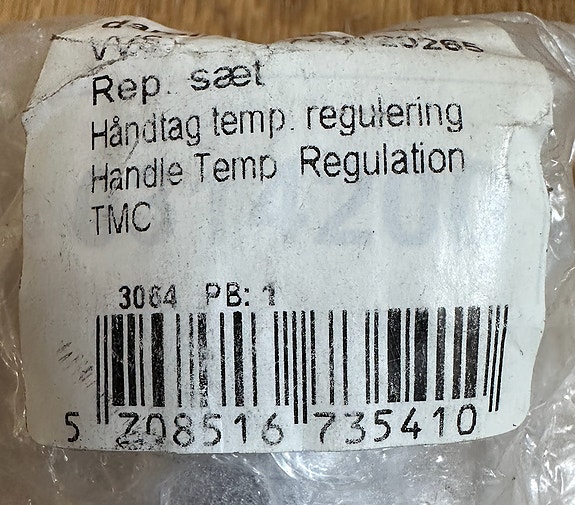 Rep. sæt
Håndtag temp. regulering
Handle Temp Regulation
TMC
3064 PB: 1
5 708516 735410